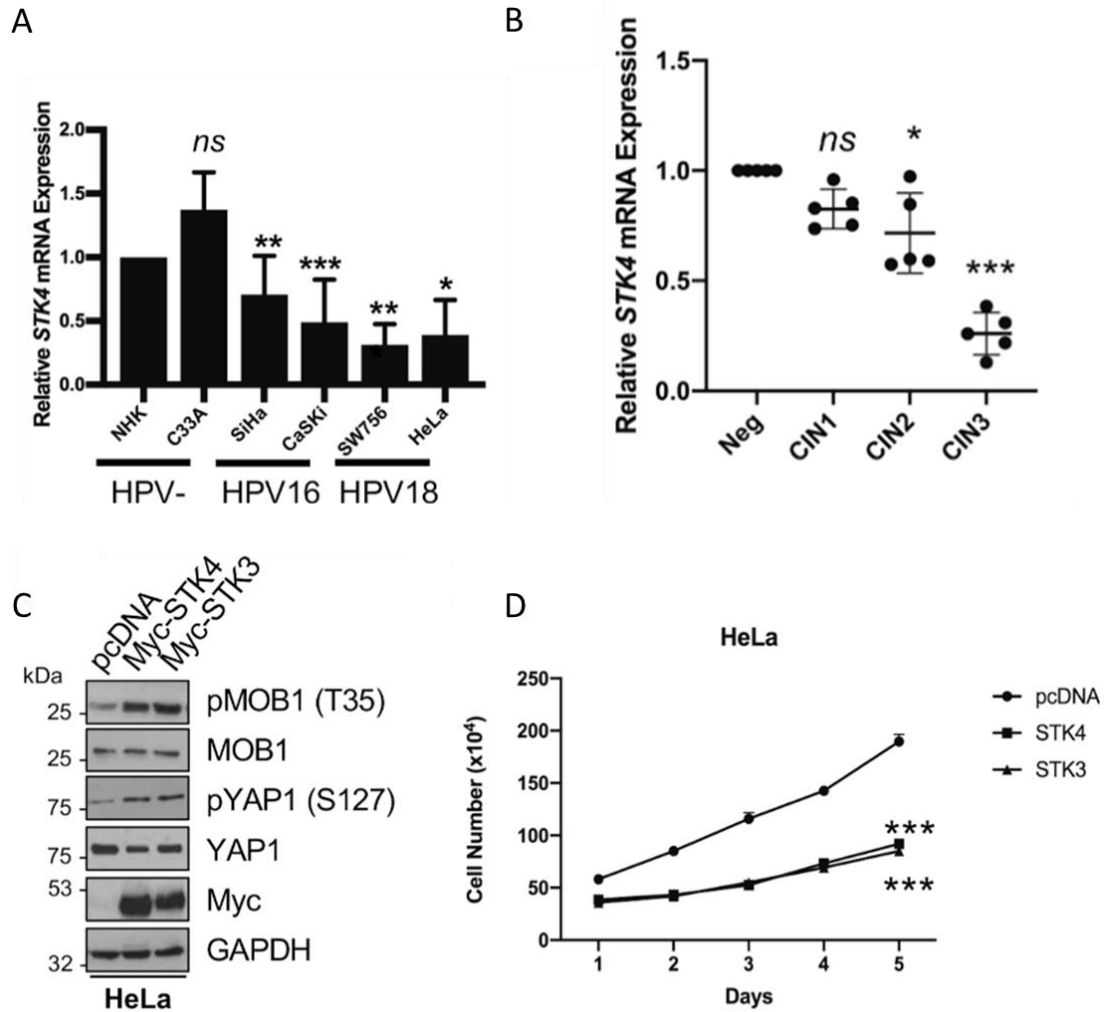 A
Relative STK4 mRNA Expression
2.0
1.5
1.0
0.5
0.0
ns
**
***
**
*
NHK
C33A
SiHa
CaSKi
SW756
HeLa
HPV-
HPV16
HPV18
B
Relative STK4 mRNA Expression
1.5
1.0
0.5
0.0
ns
*
***
Neg
CIN1
CIN2
CIN3
C
pcDNA
Myc-STK4
Myc-STK3
kDa
25
pMOB1 (T35)
25
MOB1
75
pYAP1 (S127)
75
YAP1
53
Myc
32
GAPDH
HeLa
D
HeLa
Cell Number (x10⁴)
250
200
150
100
50
0
***
***
1
2
3
4
5
Days
pcDNA
STK4
STK3